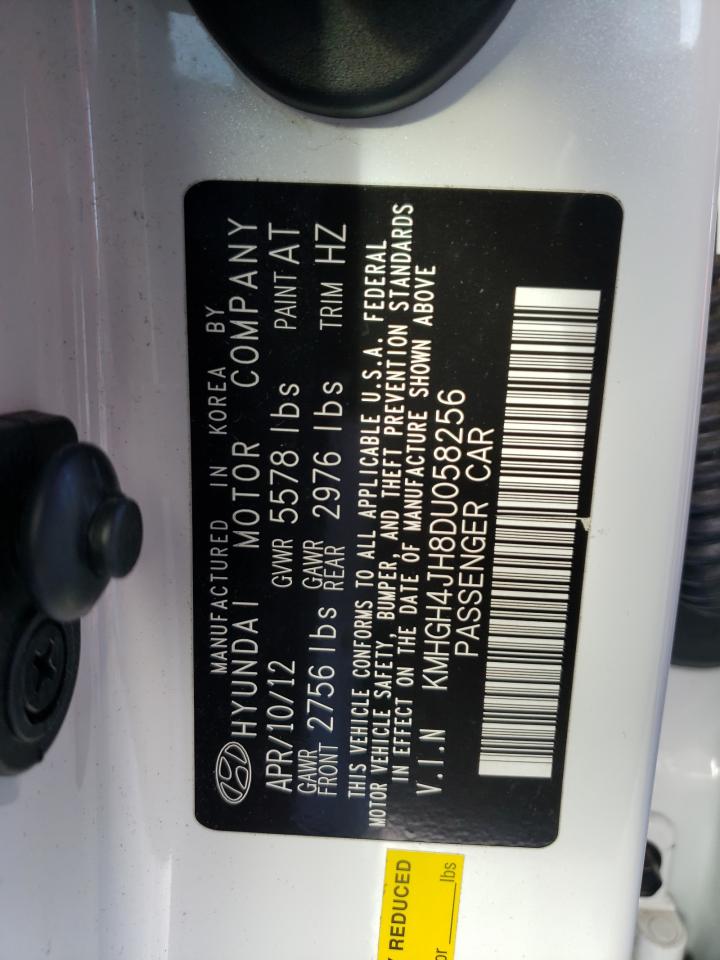 MANUFACTURED IN KOREA BY
HYUNDAI MOTOR COMPANY
APR/10/12 GVWR 5578 lbs PAINT AT
GAWR FRONT 2756 lbs GAWR REAR 2976 lbs TRIM HZ
THIS VEHICLE CONFORMS TO ALL APPLICABLE U.S.A. FEDERAL
MOTOR VEHICLE SAFETY, BUMPER, AND THEFT PREVENTION STANDARDS
IN EFFECT ON THE DATE OF MANUFACTURE SHOWN ABOVE
V.I.N KMHGH4JH8DU058256
PASSENGER CAR
REDUCED
lbs